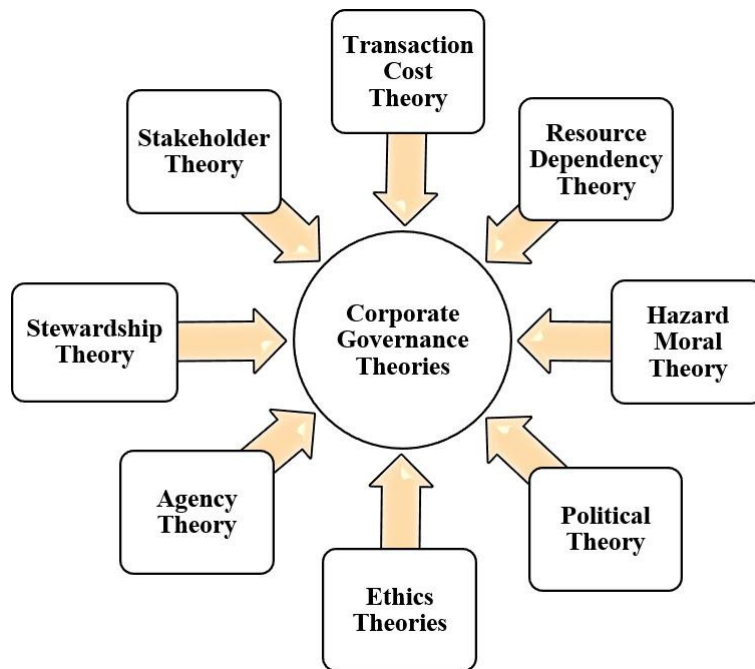 Transaction
Cost
Theory
Stakeholder
Theory
Resource
Dependency
Theory
Stewardship
Theory
Corporate
Governance
Theories
Hazard
Moral
Theory
Agency
Theory
Political
Theory
Ethics
Theories